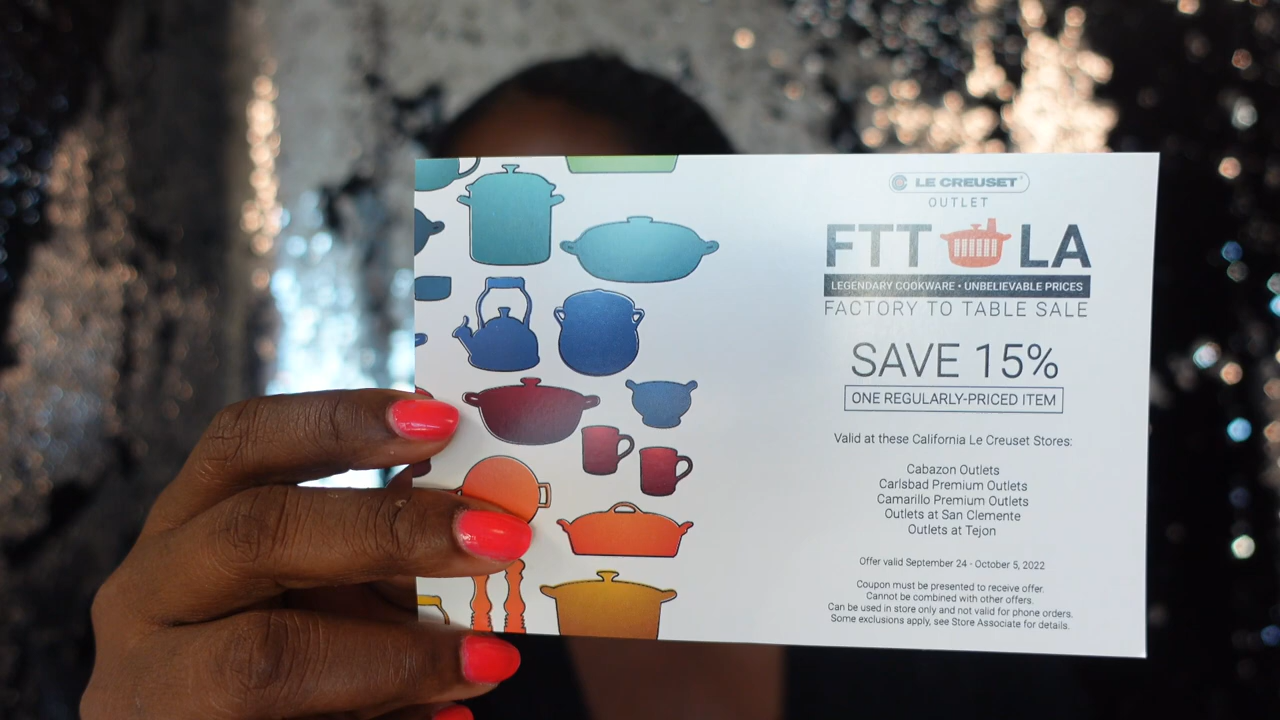 LE CREUSET®
OUTLET
FTT LA
LEGENDARY COOKWARE • UNBELIEVABLE PRICES
FACTORY TO TABLE SALE
SAVE 15%
ONE REGULARLY-PRICED ITEM
Valid at these California Le Creuset Stores:
Cabazon Outlets
Carlsbad Premium Outlets
Camarillo Premium Outlets
Outlets at San Clemente
Outlets at Tejon
Offer valid September 24 - October 5, 2022
Coupon must be presented to receive offer.
Cannot be combined with other offers.
Can be used in store only and not valid for phone orders.
Some exclusions apply, see Store Associate for details.